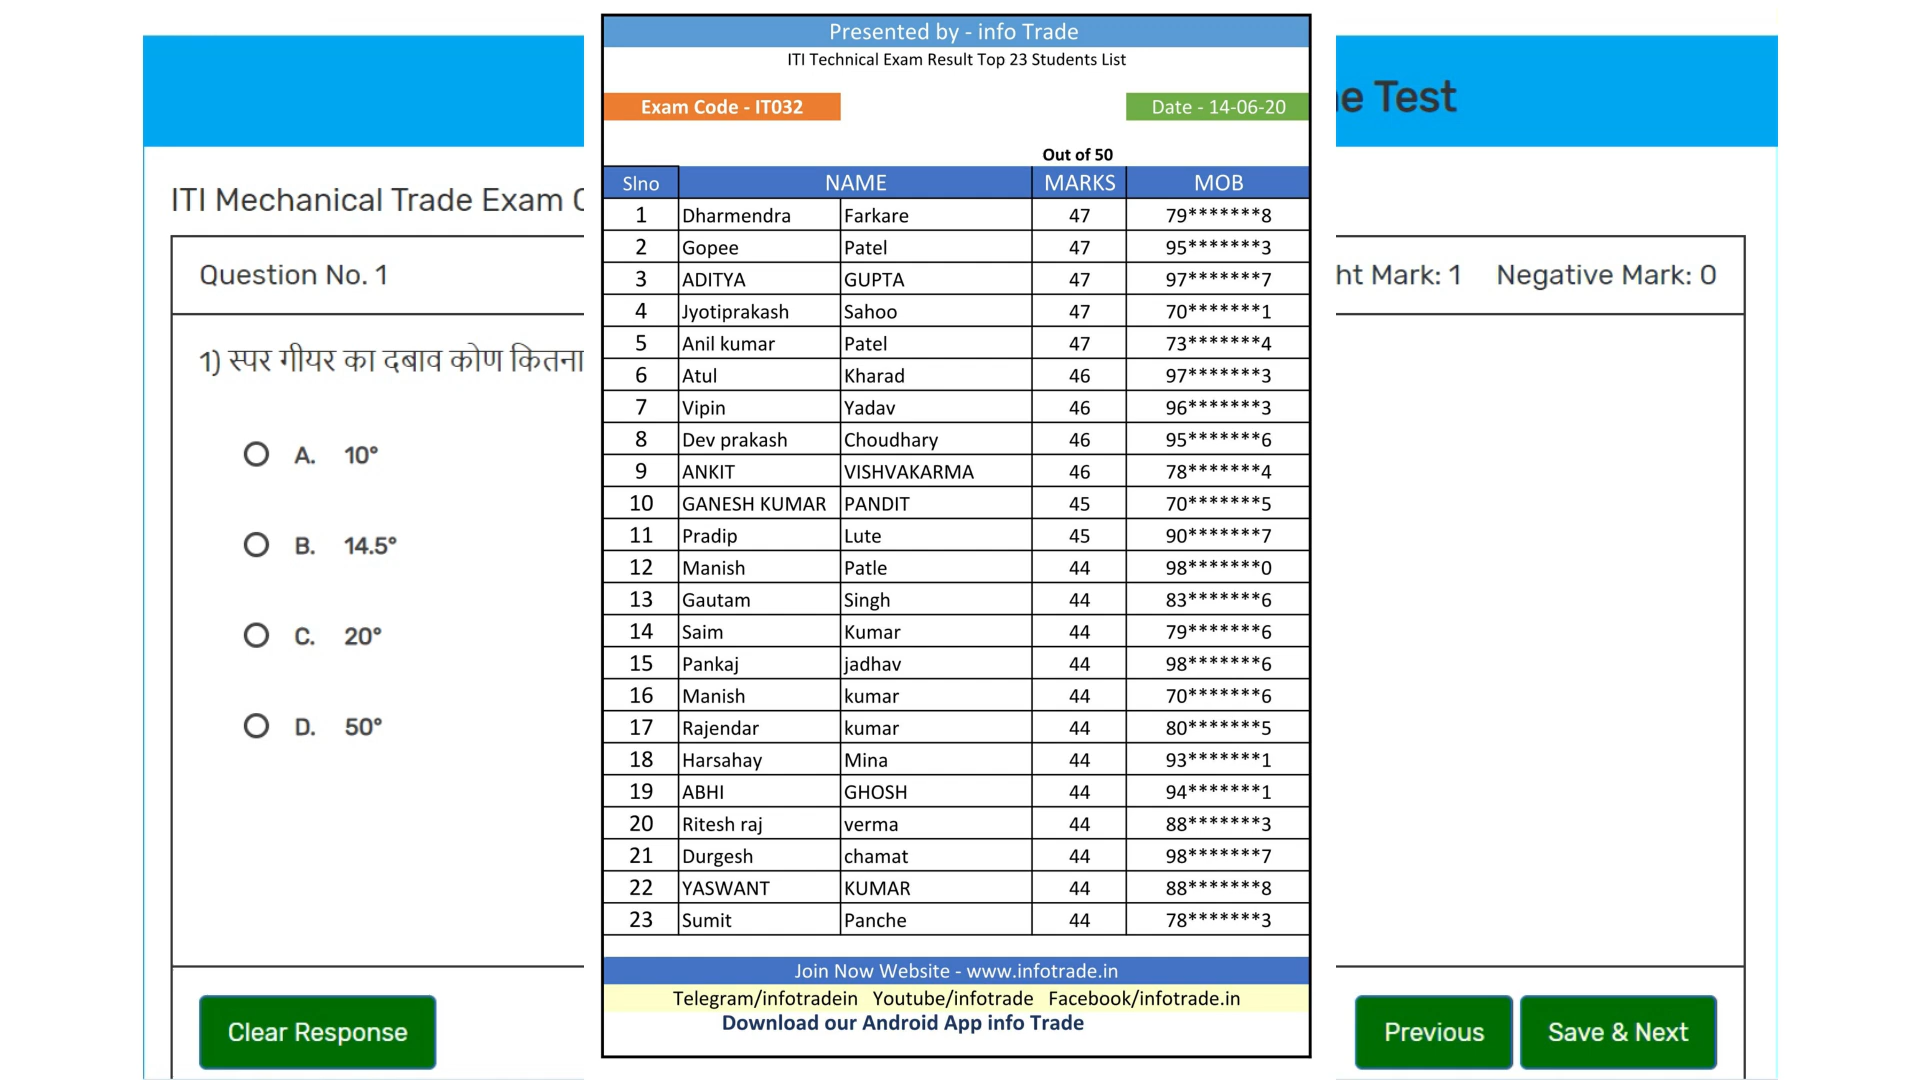 Presented by - info Trade
ITI Technical Exam Result Top 23 Students List
Exam Code - IT032 Date - 14-06-20
Out of 50
Slno NAME MARKS MOB
1 Dharmendra Farkare 47 79*******8
2 Gopee Patel 47 95*******3
3 ADITYA GUPTA 47 97*******7
4 Jyotiprakash Sahoo 47 70*******1
5 Anil kumar Patel 47 73*******4
6 Atul Kharad 46 97*******3
7 Vipin Yadav 46 96*******3
8 Dev prakash Choudhary 46 95*******6
9 ANKIT VISHVAKARMA 46 78*******4
10 GANESH KUMAR PANDIT 45 70*******5
11 Pradip Lute 45 90*******7
12 Manish Patle 44 98*******0
13 Gautam Singh 44 83*******6
14 Saim Kumar 44 79*******6
15 Pankaj jadhav 44 98*******6
16 Manish kumar 44 70*******6
17 Rajendar kumar 44 80*******5
18 Harsahay Mina 44 93*******1
19 ABHI GHOSH 44 94*******1
20 Ritesh raj verma 44 88*******3
21 Durgesh chamat 44 98*******7
22 YASWANT KUMAR 44 88*******8
23 Sumit Panche 44 78*******3
Join Now Website - www.infotrade.in
Telegram/infotradein Youtube/infotrade Facebook/infotrade.in
Download our Android App info Trade
Test
ITI Mechanical Trade Exam
Question No. 1
Mark: 1 Negative Mark: 0
1) स्पर गीयर का दबाव कोण कितना
A. 10°
B. 14.5°
C. 20°
D. 50°
Clear Response
Previous Save & Next